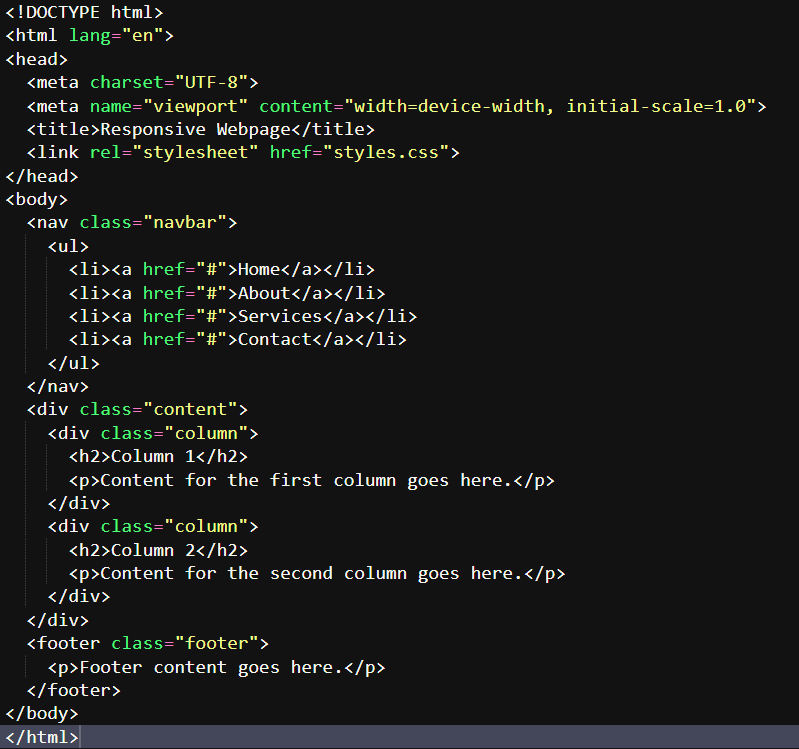 <!DOCTYPE html>
<html lang="en">
<head>
  <meta charset="UTF-8">
  <meta name="viewport" content="width=device-width, initial-scale=1.0">
  <title>Responsive Webpage</title>
  <link rel="stylesheet" href="styles.css">
</head>
<body>
  <nav class="navbar">
    <ul>
      <li><a href="#">Home</a></li>
      <li><a href="#">About</a></li>
      <li><a href="#">Services</a></li>
      <li><a href="#">Contact</a></li>
    </ul>
  </nav>
  <div class="content">
    <div class="column">
      <h2>Column 1</h2>
      <p>Content for the first column goes here.</p>
    </div>
    <div class="column">
      <h2>Column 2</h2>
      <p>Content for the second column goes here.</p>
    </div>
  </div>
  <footer class="footer">
    <p>Footer content goes here.</p>
  </footer>
</body>
</html>